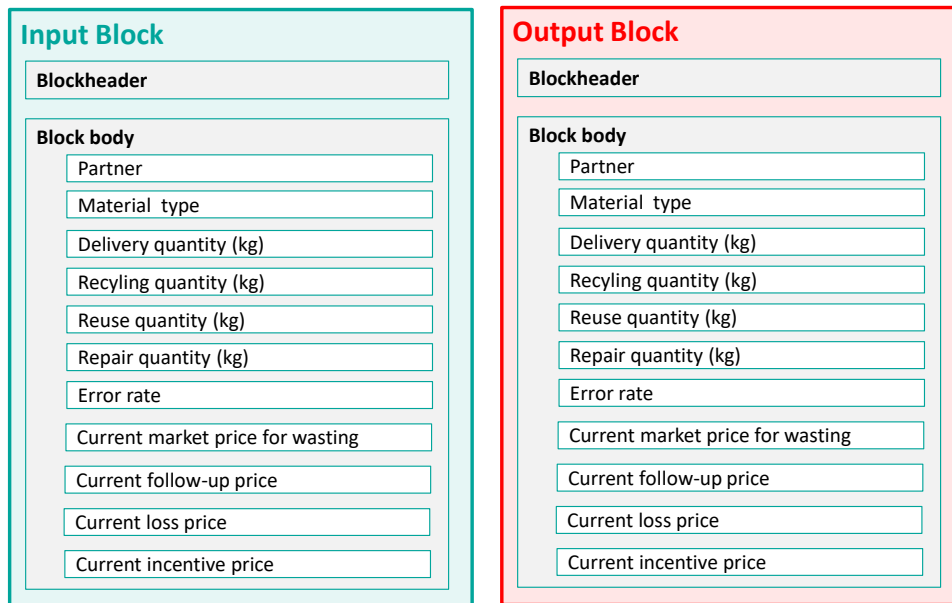 Input Block
Blockheader
Block body
Partner
Material type
Delivery quantity (kg)
Recyling quantity (kg)
Reuse quantity (kg)
Repair quantity (kg)
Error rate
Current market price for wasting
Current follow-up price
Current loss price
Current incentive price
Output Block
Blockheader
Block body
Partner
Material type
Delivery quantity (kg)
Recyling quantity (kg)
Reuse quantity (kg)
Repair quantity (kg)
Error rate
Current market price for wasting
Current follow-up price
Current loss price
Current incentive price